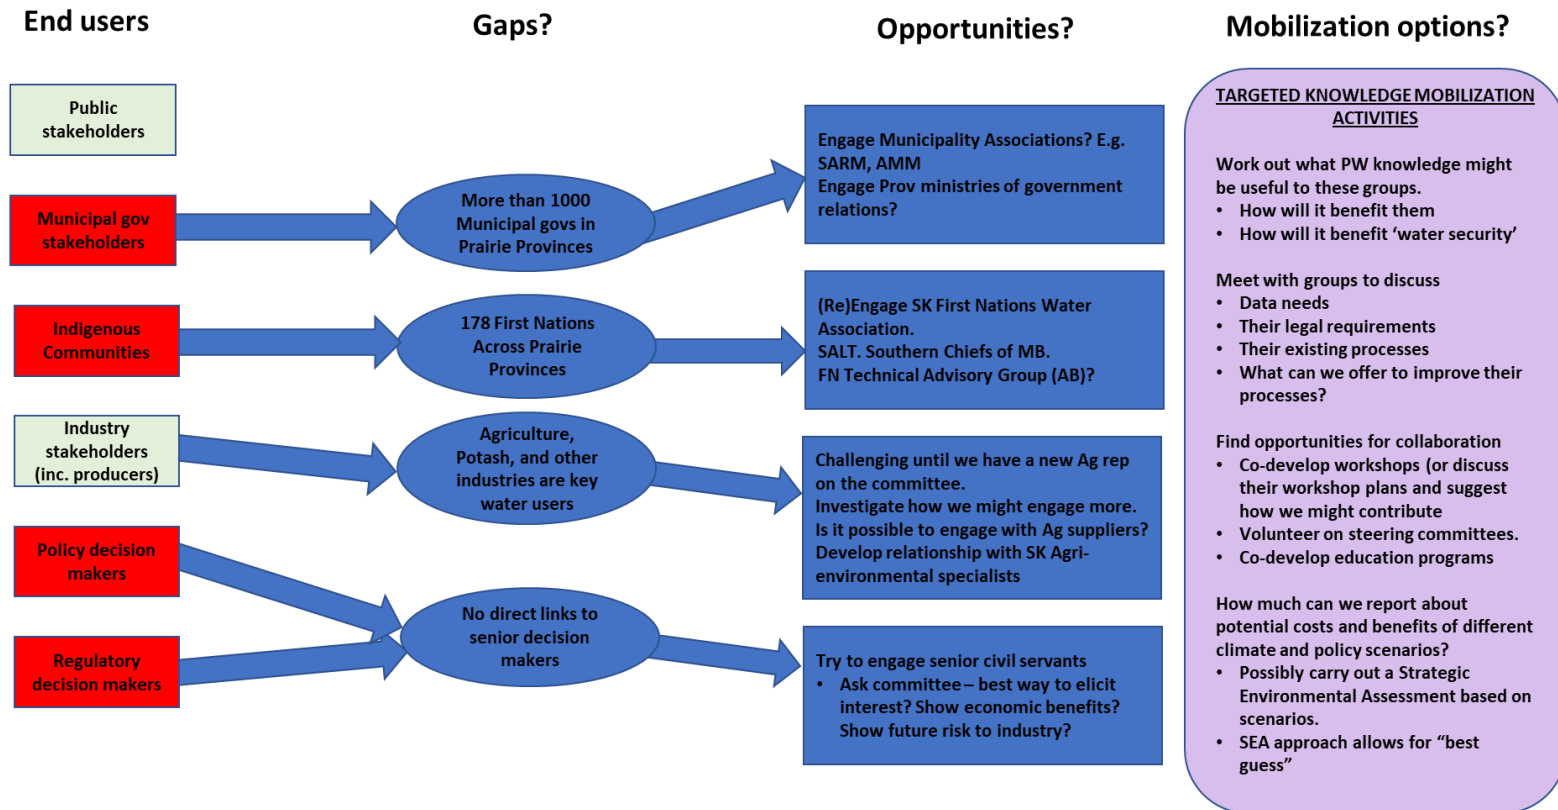 End users
Gaps?
Opportunities?
Mobilization options?
Public
stakeholders
Municipal gov
stakeholders
Indigenous
Communities
Industry
stakeholders
(inc. producers)
Policy decision
makers
Regulatory
decision makers
More than 1000
Municipal govs in
Prairie Provinces
178 First Nations
Across Prairie
Provinces
Agriculture,
Potash, and other
industries are key
water users
No direct links to
senior decision
makers
Engage Municipality Associations? E.g.
SARM, AMM
Engage Prov ministries of government
relations?
(Re)Engage SK First Nations Water
Association.
SALT. Southern Chiefs of MB.
FN Technical Advisory Group (AB)?
Challenging until we have a new Ag rep
on the committee.
Investigate how we might engage more.
Is it possible to engage with Ag suppliers?
Develop relationship with SK Agri-
environmental specialists
Try to engage senior civil servants
• Ask committee – best way to elicit
interest? Show economic benefits?
Show future risk to industry?
TARGETED KNOWLEDGE MOBILIZATION
ACTIVITIES
Work out what PW knowledge might
be useful to these groups.
• How will it benefit them
• How will it benefit ‘water security’
Meet with groups to discuss
• Data needs
• Their legal requirements
• Their existing processes
• What can we offer to improve their
processes?
Find opportunities for collaboration
• Co-develop workshops (or discuss
their workshop plans and suggest
how we might contribute
• Volunteer on steering committees.
• Co-develop education programs
How much can we report about
potential costs and benefits of different
climate and policy scenarios?
• Possibly carry out a Strategic
Environmental Assessment based on
scenarios.
• SEA approach allows for “best
guess”